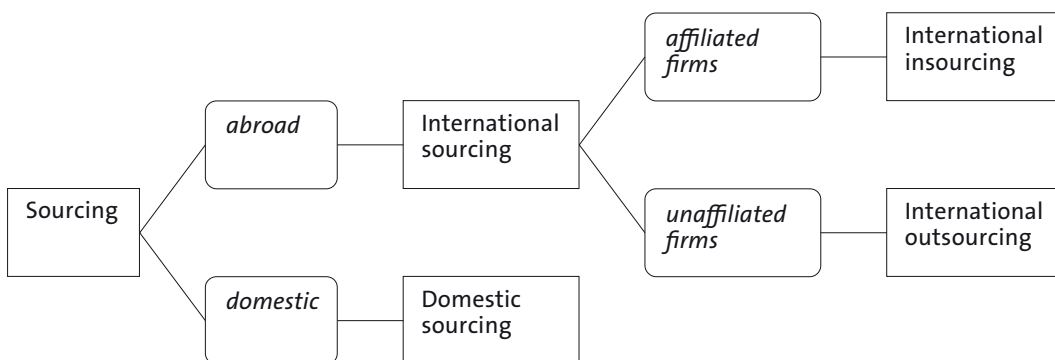 affiliated
firms
International
insourcing
abroad
International
sourcing
Sourcing
unaffiliated
firms
International
outsourcing
domestic
Domestic
sourcing